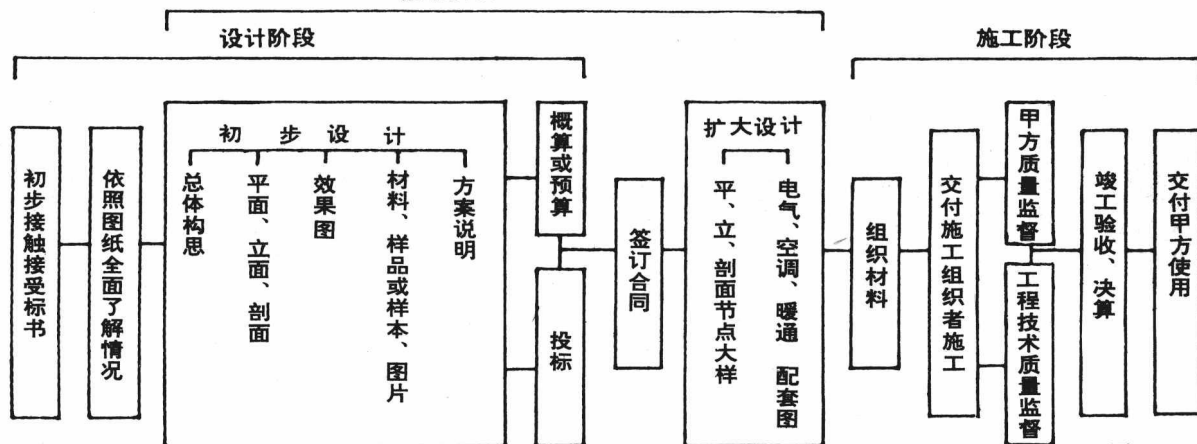 设计阶段
施工阶段
初步接触接受标书
依照图纸全面了解情况
初步设计
总体构思
平面、立面、剖面
效果图
材料、样品或样本、图片
方案说明
概算或预算
投标
签订合同
扩大设计
平、立、剖面节点大样
电气、空调、暖通 配套图
组织材料
交付施工组织者施工
甲方质量监督
工程技术质量监督
竣工验收、决算
交付甲方使用